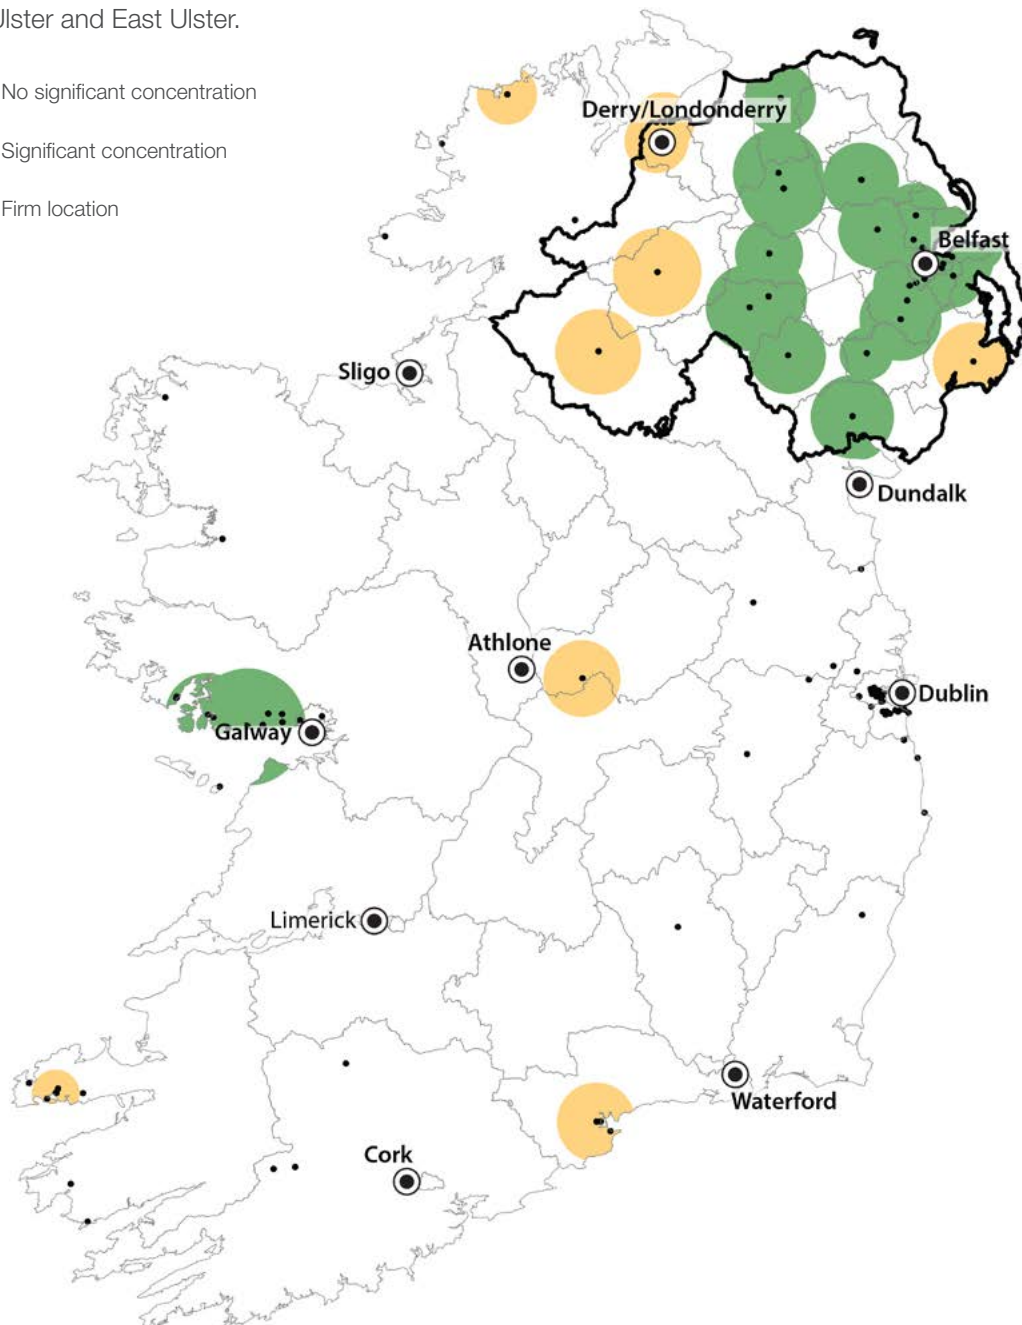 Ulster and East Ulster.
No significant concentration
Significant concentration
Firm location
Derry/Londonderry
Belfast
Sligo
Dundalk
Athlone
Dublin
Galway
Limerick
Waterford
Cork